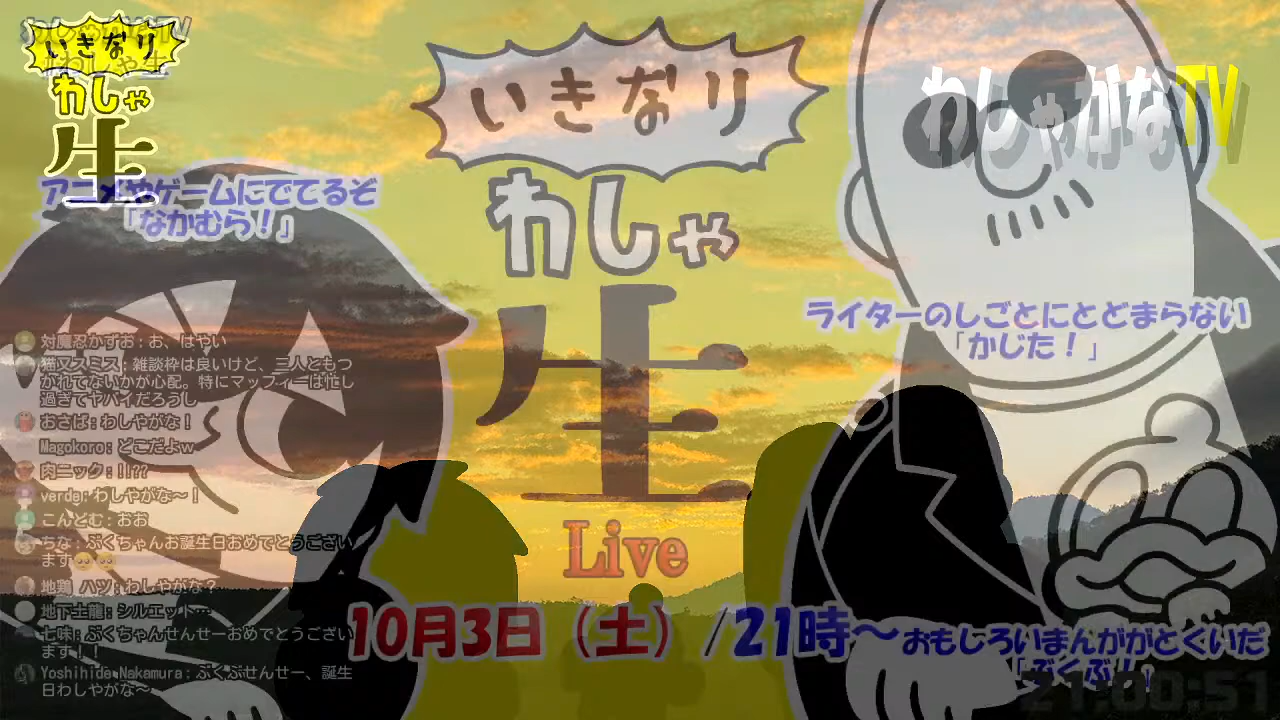 いきなり
わしゃ
生
わしゃがなTV
アニメやゲームにでてるぞ
「なかむら！」
いきなり
わしゃ
生
Live
ライターのしごとにとどまらない
「かじた！」
対魔忍かずお : お、はやい
猫又スミス : 雑談枠は良いけど、三人ともつ
かれてないかが心配。特にマッフィーは忙し
過ぎてヤバイだろうし
おさば : わしやがな！
Magokoro : どこだよw
肉ニック : !!??
verde : わしやがな～！
こんとむ : おお
ちな : ぷくちゃんお誕生日おめでとうござい
ます🥺🥺
地鶏 ハツ : わしやがな？
地下士龍 : シルエット…
七味 : ぷくちゃんせんせーおめでとうござい
ます！！
Yoshihide Nakamura : ぷくぷせんせー、誕生
日わしやがな～
10月3日（土）/21時～
おもしろいまんががとくいだ
「ぷくぷ！」
21:00:51